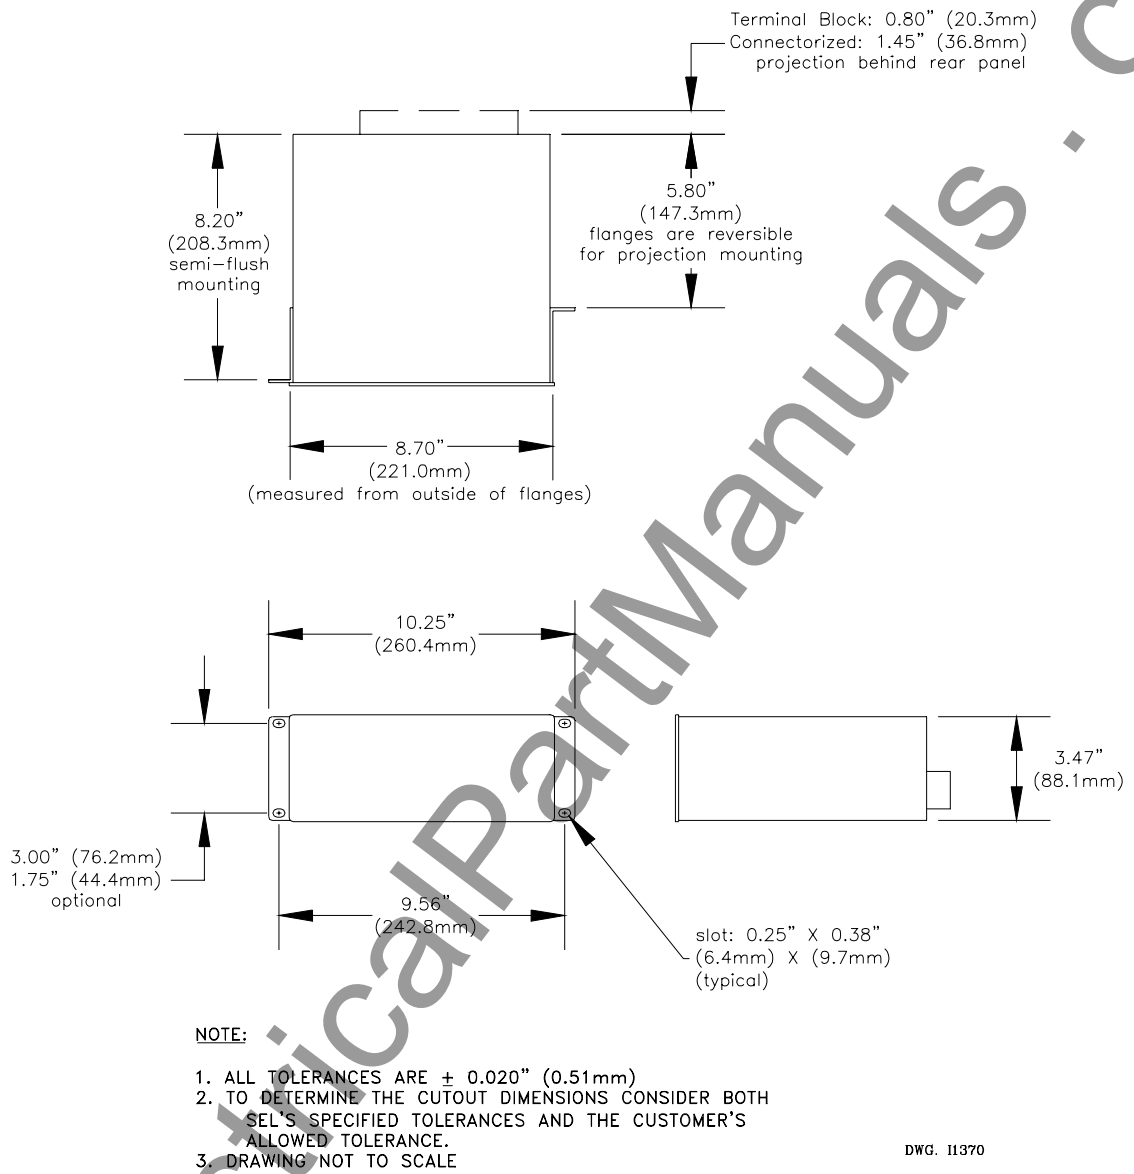 Terminal Block: 0.80” (20.3mm)
Connectorized: 1.45” (36.8mm)
projection behind rear panel
8.20”
(208.3mm)
semi–flush
mounting
5.80”
(147.3mm)
flanges are reversible
for projection mounting
8.70”
(221.0mm)
(measured from outside of flanges)
10.25”
(260.4mm)
3.47”
(88.1mm)
3.00” (76.2mm)
1.75” (44.4mm)
optional
9.56”
(242.8mm)
slot: 0.25” X 0.38”
(6.4mm) X (9.7mm)
(typical)
NOTE:
1. ALL TOLERANCES ARE ± 0.020” (0.51mm)
2. TO DETERMINE THE CUTOUT DIMENSIONS CONSIDER BOTH
SEL’S SPECIFIED TOLERANCES AND THE CUSTOMER’S
ALLOWED TOLERANCE.
3. DRAWING NOT TO SCALE
DWG. I1370
ctricalPartManuals . c